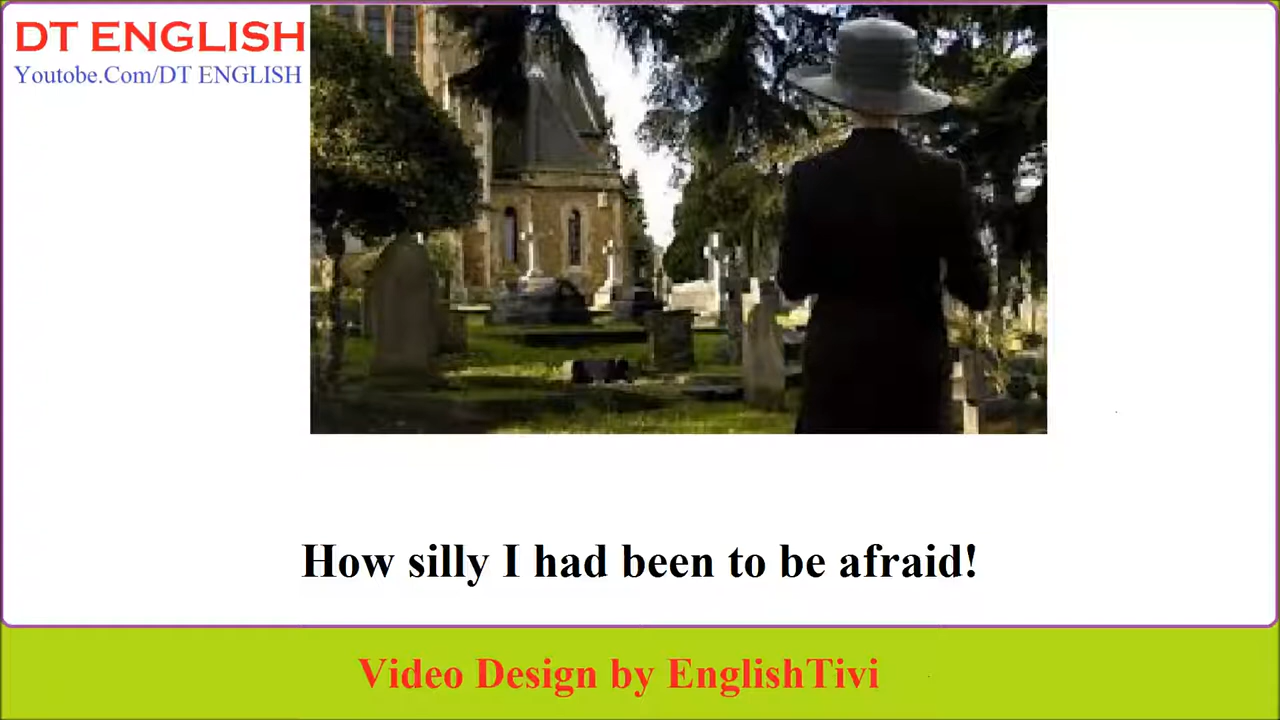 DT ENGLISH
Youtobe.Com/DT ENGLISH
How silly I had been to be afraid!
Video Design by EnglishTivi